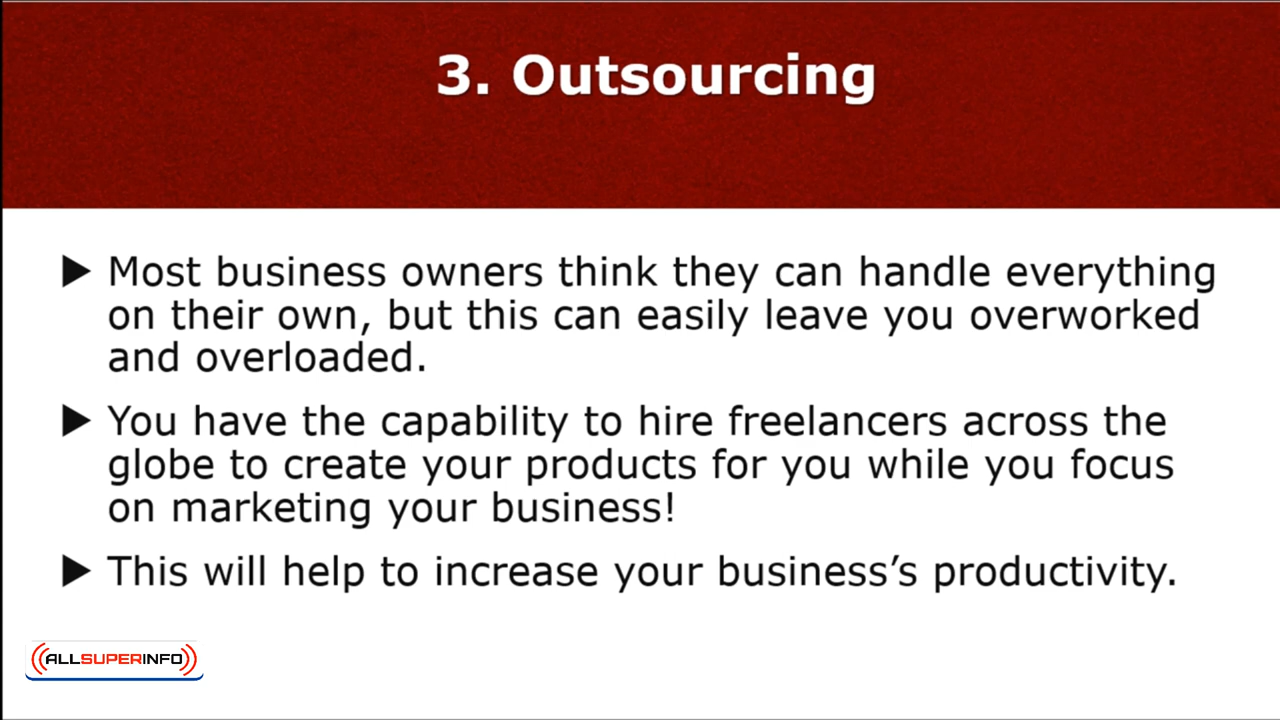 3. Outsourcing
▶ Most business owners think they can handle everything
on their own, but this can easily leave you overworked
and overloaded.
▶ You have the capability to hire freelancers across the
globe to create your products for you while you focus
on marketing your business!
▶ This will help to increase your business’s productivity.
ALLSUPERINFO